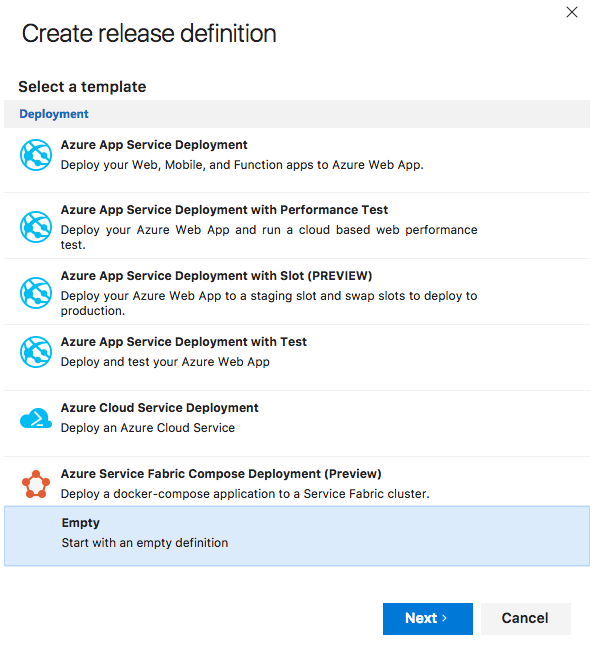 Create release definition
Select a template
Deployment
Azure App Service Deployment
Deploy your Web, Mobile, and Function apps to Azure Web App.
Azure App Service Deployment with Performance Test
Deploy your Azure Web App and run a cloud based web performance
test.
Azure App Service Deployment with Slot (PREVIEW)
Deploy your Azure Web App to a staging slot and swap slots to deploy to
production.
Azure App Service Deployment with Test
Deploy and test your Azure Web App
Azure Cloud Service Deployment
Deploy an Azure Cloud Service
Azure Service Fabric Compose Deployment (Preview)
Deploy a docker-compose application to a Service Fabric cluster.
Empty
Start with an empty definition
Next ›
Cancel